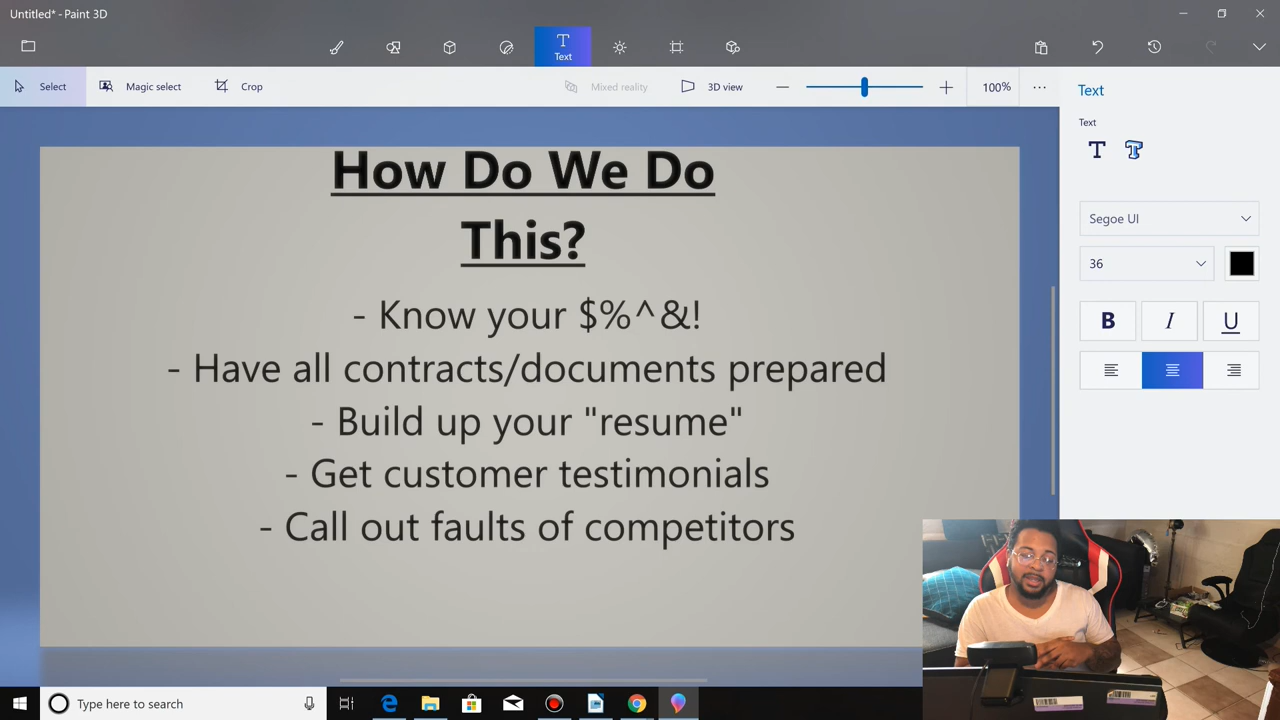 Untitled* - Paint 3D
Text
Select
Magic select
Crop
Mixed reality
3D view
100%
Text
Text
Segoe UI
36
B I U
How Do We Do
This?
- Know your $%^&!
- Have all contracts/documents prepared
- Build up your "resume"
- Get customer testimonials
- Call out faults of competitors
Type here to search